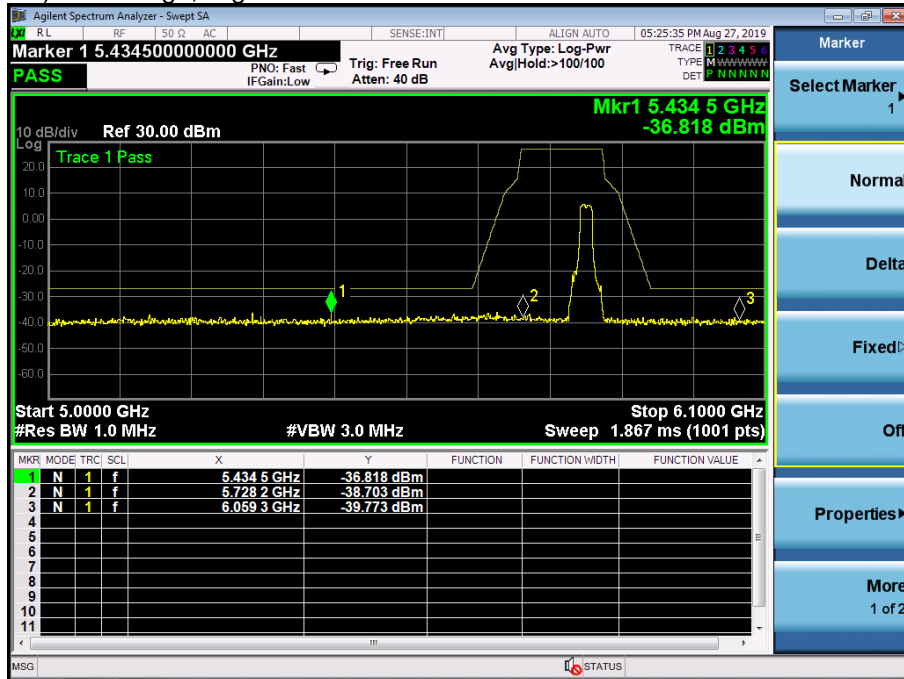 Agilent Spectrum Analyzer - Swept SA
LXI RL RF 50 Ω AC SENSE:INT ALIGN AUTO 05:25:35 PM Aug 27, 2019
Marker 1 5.434500000000 GHz
PASS
PNO: Fast
IFGain:Low
Trig: Free Run
Atten: 40 dB
Avg Type: Log-Pwr
Avg|Hold:>100/100
TRACE 1 2 3 4 5 6
TYPE M WWWWW
DET P N N N N N
Mkr1 5.434 5 GHz
-36.818 dBm
10 dB/div Ref 30.00 dBm
Log
Trace 1 Pass
20.0
10.0
0.00
-10.0
-20.0
-30.0
-40.0
-50.0
-60.0
1
2
3
Start 5.0000 GHz Stop 6.1000 GHz
#Res BW 1.0 MHz #VBW 3.0 MHz Sweep 1.867 ms (1001 pts)
MKR MODE TRC SCL X Y FUNCTION FUNCTION WIDTH FUNCTION VALUE
1 N 1 f 5.434 5 GHz -36.818 dBm
2 N 1 f 5.728 2 GHz -38.703 dBm
3 N 1 f 6.059 3 GHz -39.773 dBm
4
5
6
7
8
9
10
11
MSG STATUS
Marker
Select Marker
1
Normal
Delta
Fixed
Off
Properties
More
1 of 2